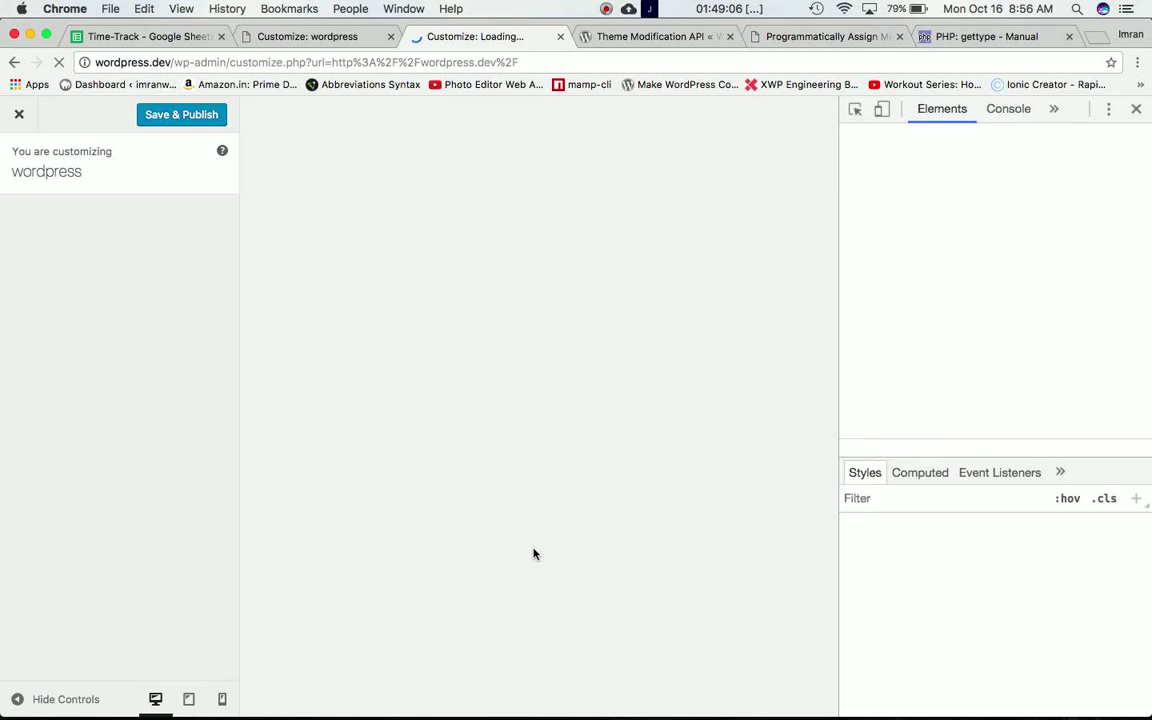 Chrome File Edit View History Bookmarks People Window Help J 01:49:06 [...] 79% Mon Oct 16 8:56 AM
Time-Track - Google Sheet Customize: wordpress Customize: Loading... Theme Modification API « Programmatically Assign M PHP: gettype - Manual Imran
wordpress.dev/wp-admin/customize.php?url=http%3A%2F%2Fwordpress.dev%2F
Apps Dashboard ‹ imranw... Amazon.in: Prime D... Abbreviations Syntax Photo Editor Web A... mamp-cli Make WordPress Co... XWP Engineering B... Workout Series: Ho... Ionic Creator - Rapi... »
Save & Publish Elements Console »
You are customizing ?
wordpress
Styles Computed Event Listeners »
Filter :hov .cls +
Hide Controls